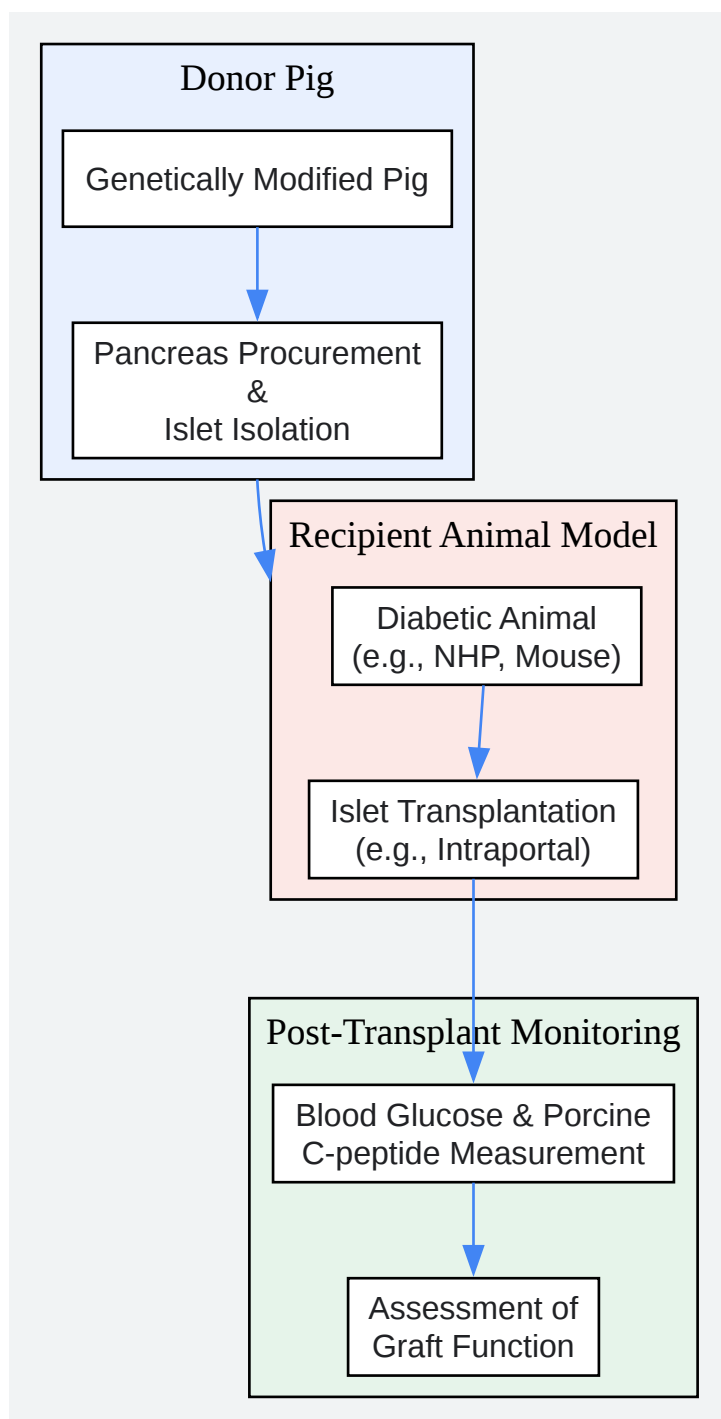 Donor Pig
Genetically Modified Pig
Pancreas Procurement
&
Islet Isolation
Recipient Animal Model
Diabetic Animal
(e.g., NHP, Mouse)
Islet Transplantation
(e.g., Intraportal)
Post-Transplant Monitoring
Blood Glucose & Porcine
C-peptide Measurement
Assessment of
Graft Function